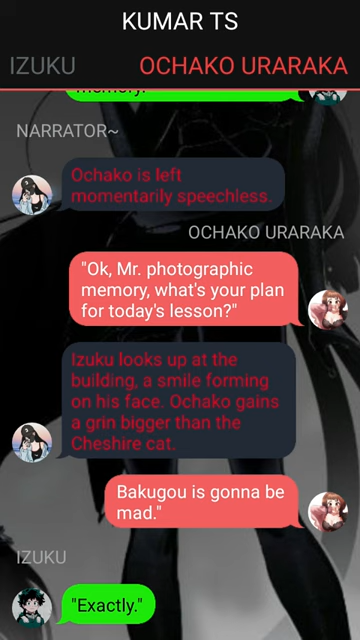 KUMAR TS
IZUKU
OCHAKO URARAKA
memory."
NARRATOR~
Ochako is left
momentarily speechless.
OCHAKO URARAKA
"Ok, Mr. photographic
memory, what's your plan
for today's lesson?"
Izuku looks up at the
building, a smile forming
on his face. Ochako gains
a grin bigger than the
Cheshire cat.
Bakugou is gonna be
mad."
IZUKU
"Exactly."